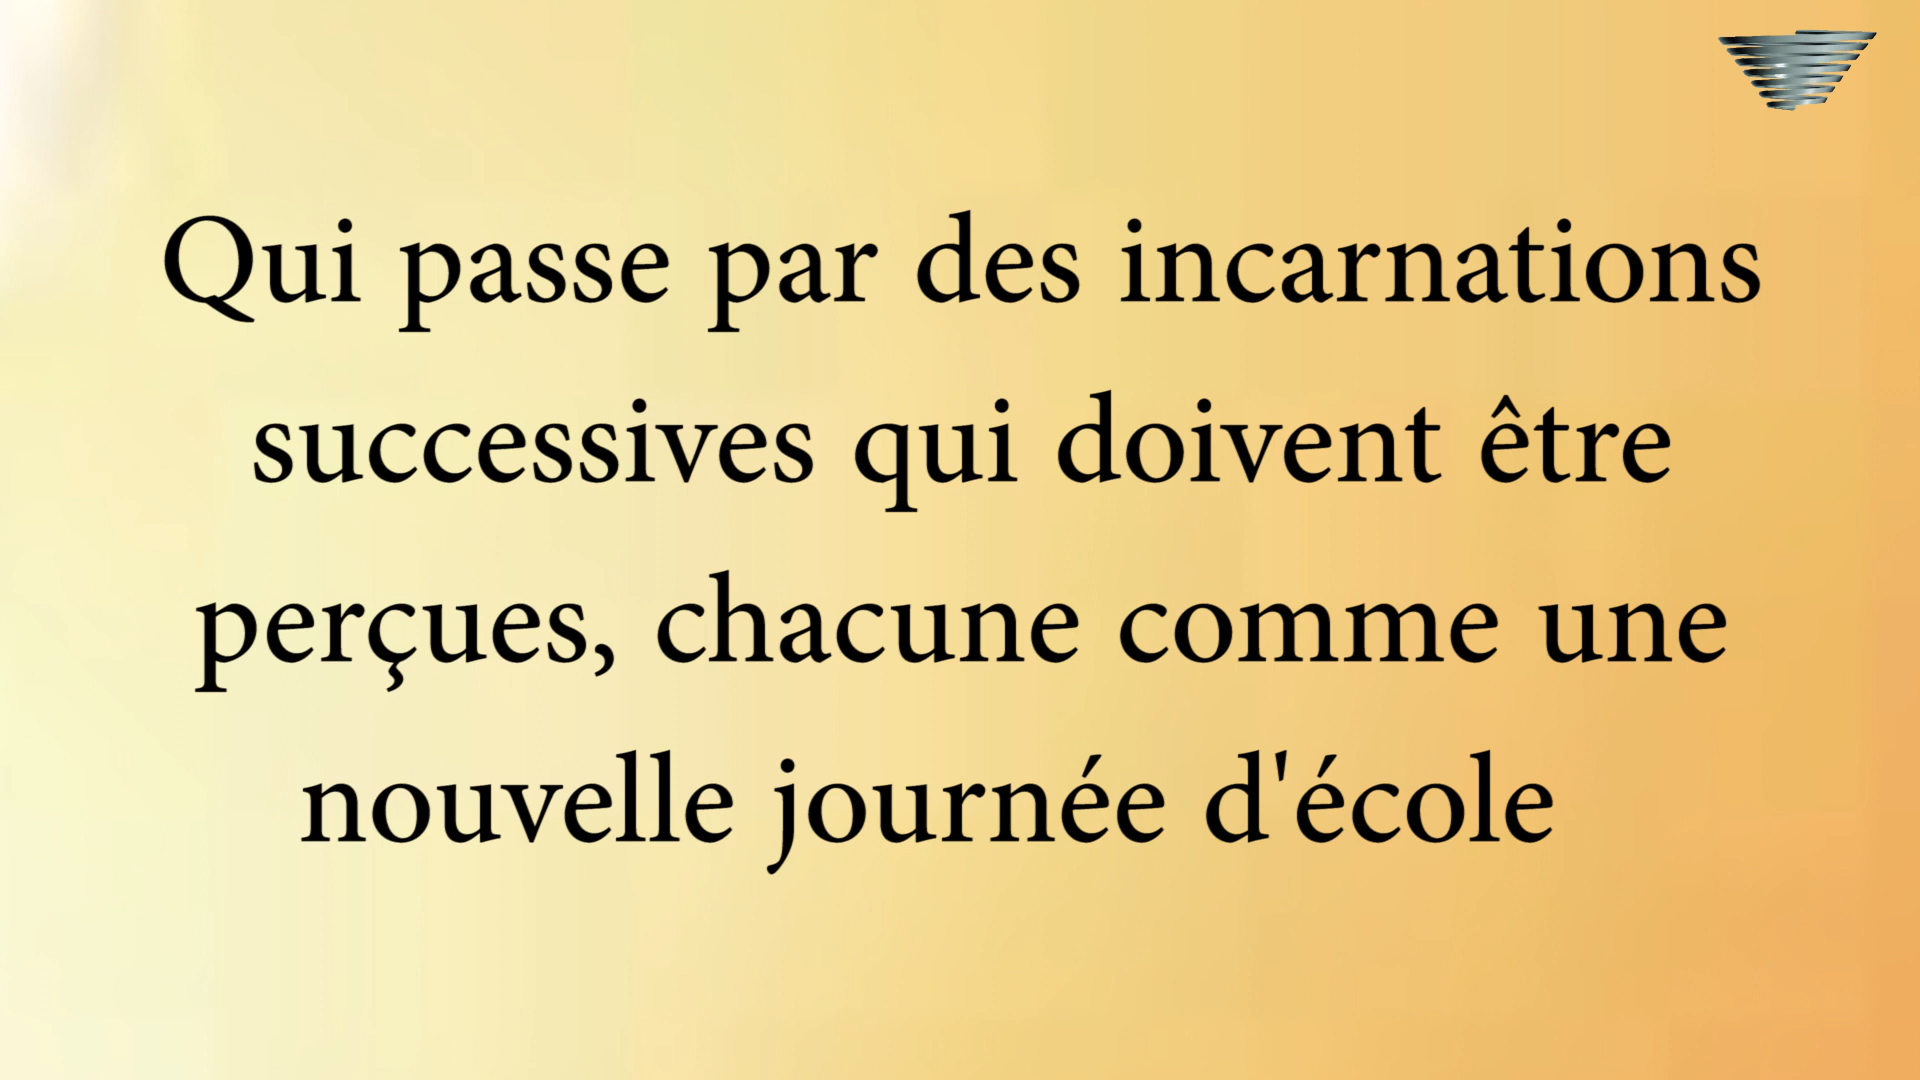 Qui passe par des incarnations
successives qui doivent être
perçues, chacune comme une
nouvelle journée d'école